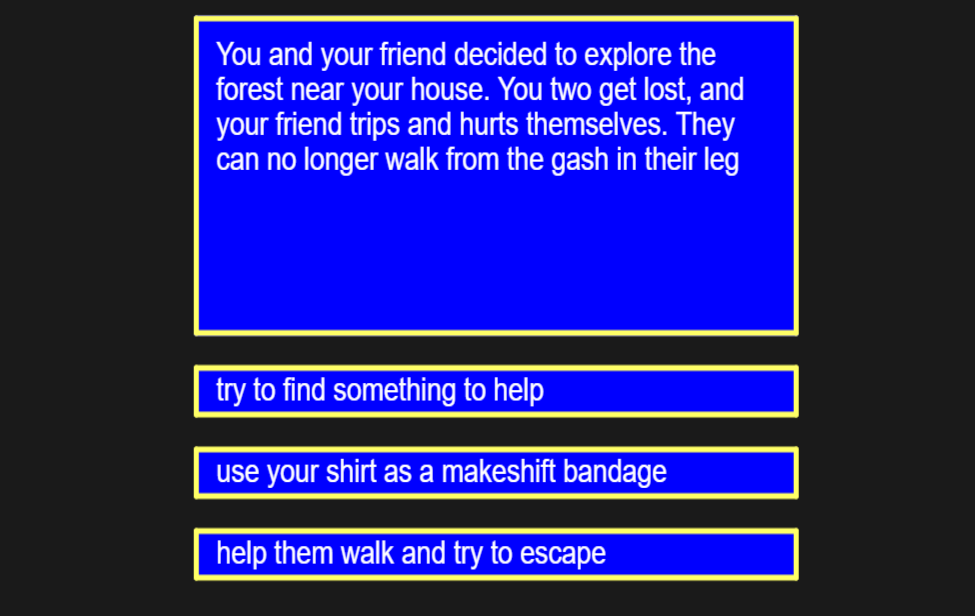 You and your friend decided to explore the
forest near your house. You two get lost, and
your friend trips and hurts themselves. They
can no longer walk from the gash in their leg
try to find something to help
use your shirt as a makeshift bandage
help them walk and try to escape